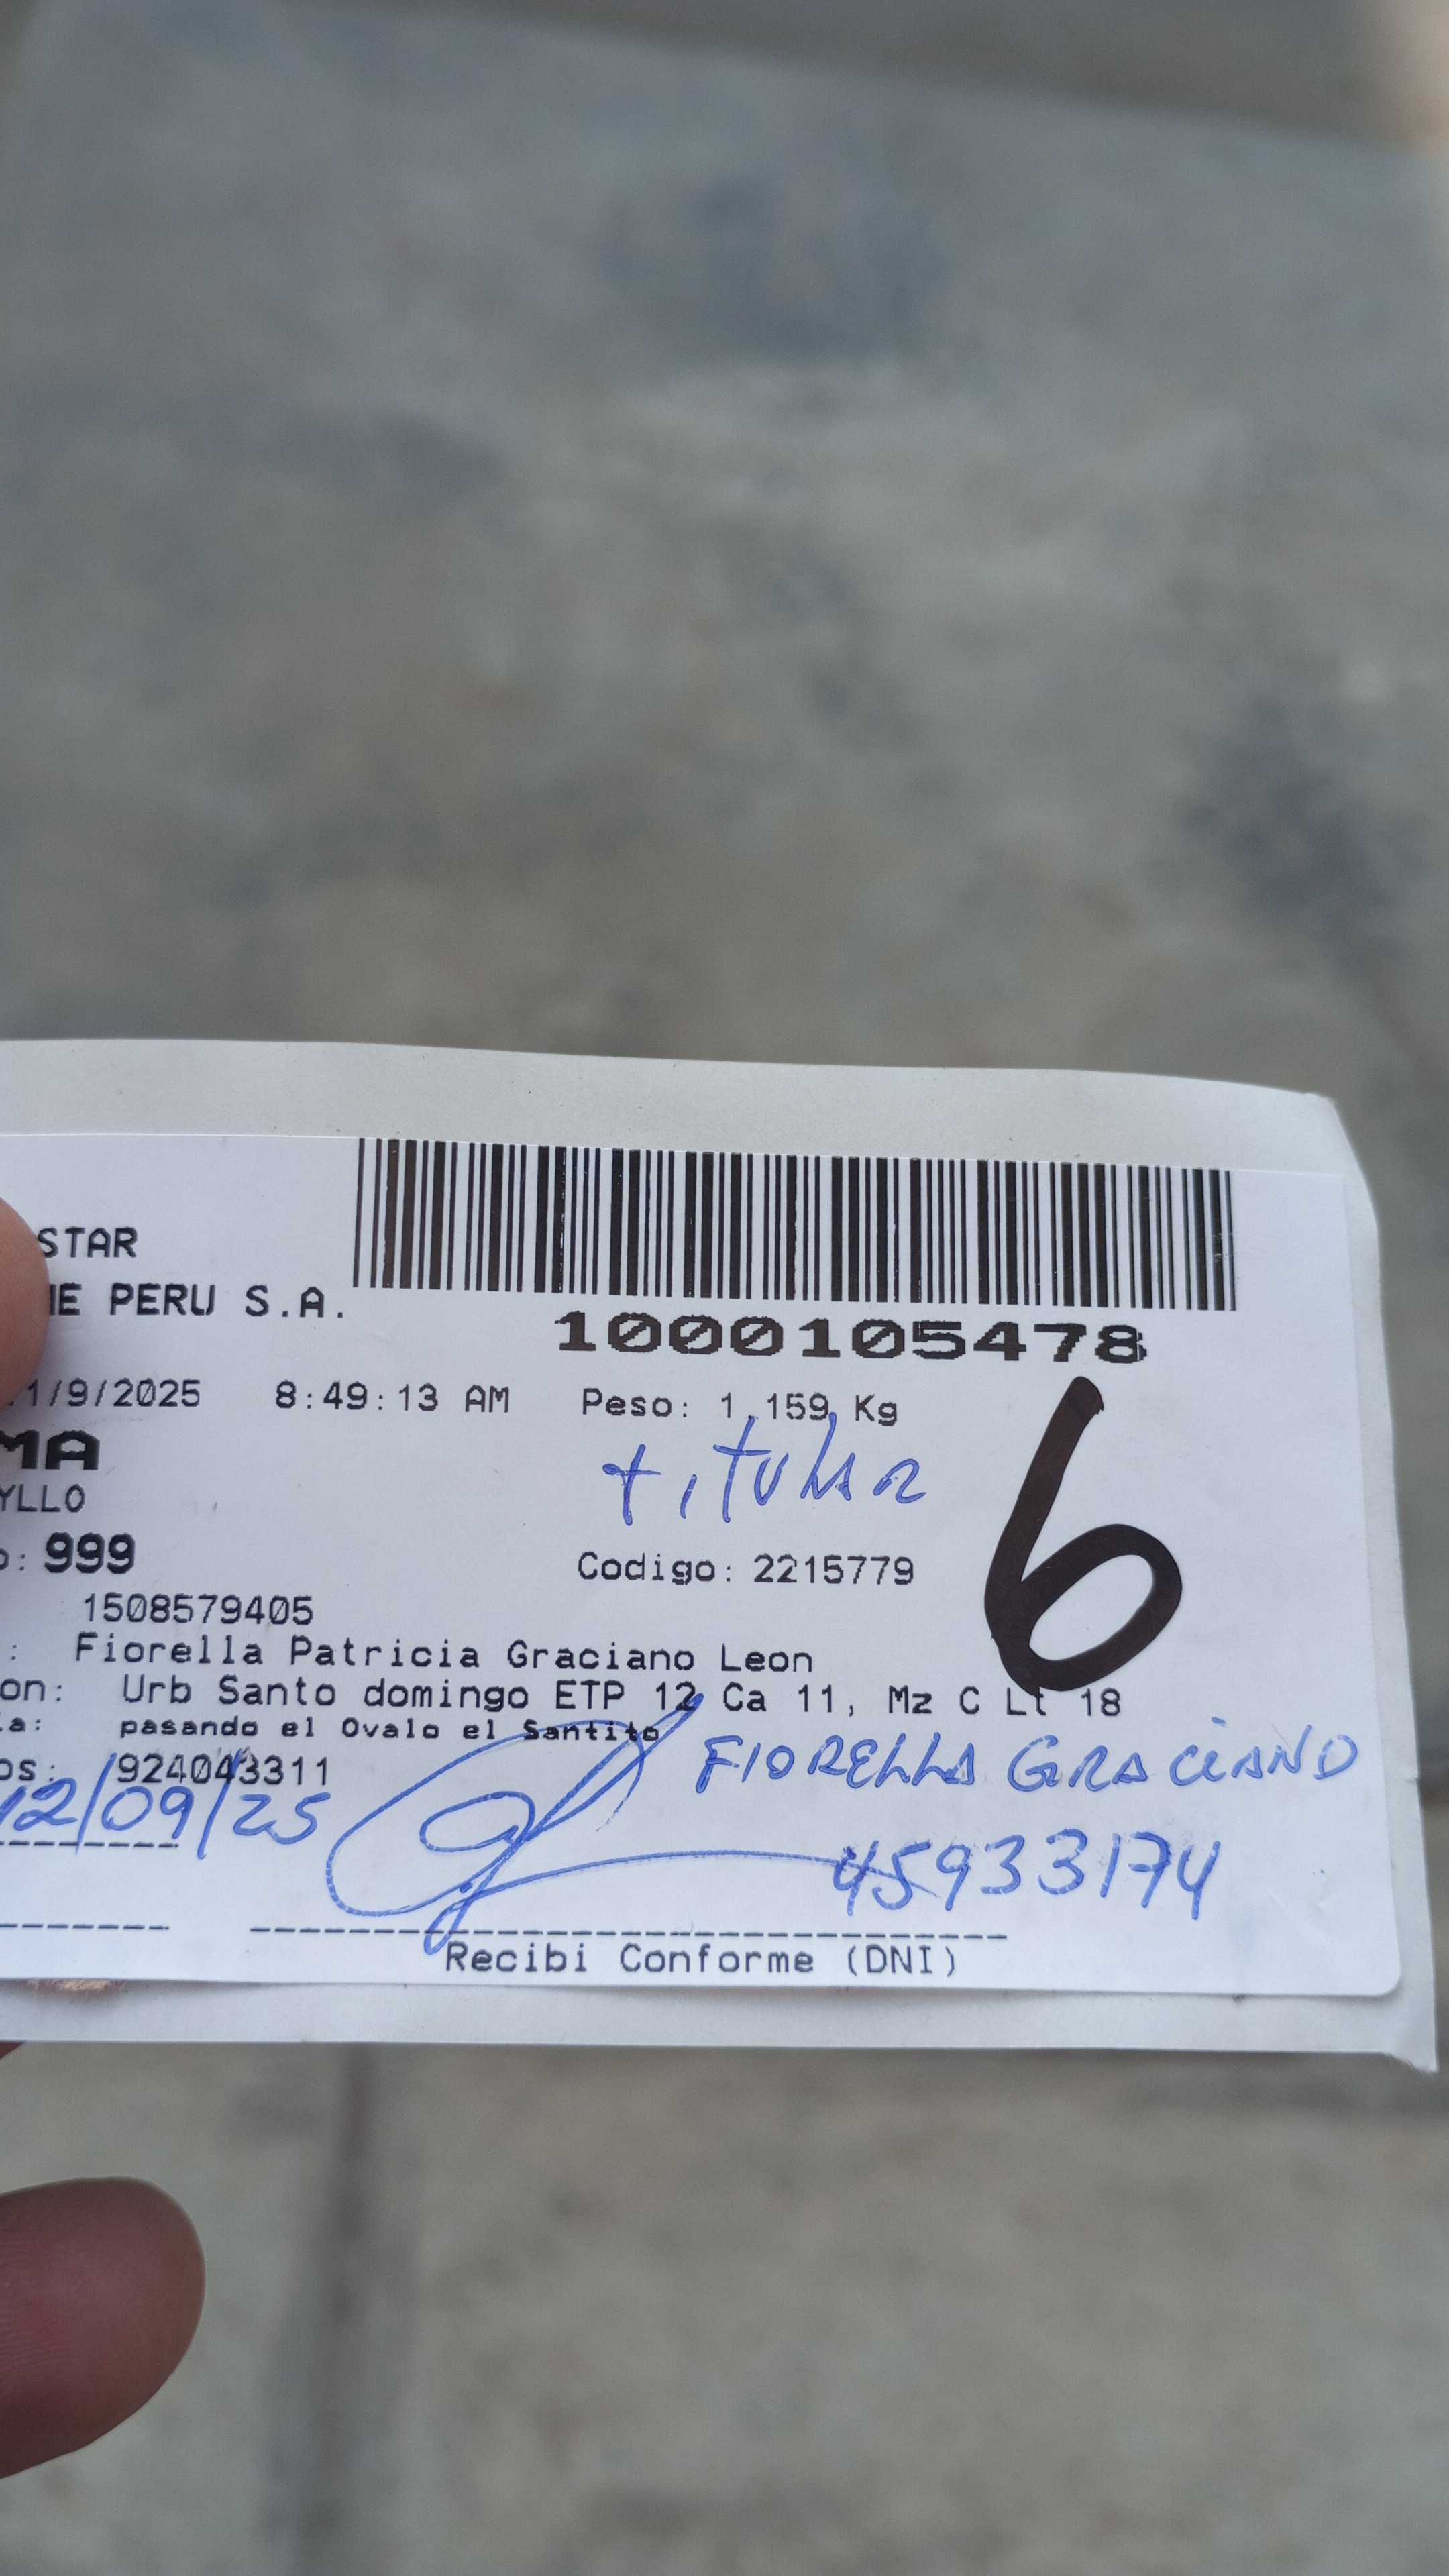 STAR
IE PERU S.A.
1000105478
1/9/2025 8:49:13 AM Peso: 1,159 Kg
MA
titular
6
YLLO
o: 999
Codigo: 2215779
1508579405
: Fiorella Patricia Graciano Leon
on: Urb Santo domingo ETP 12 Ca 11, Mz C Lt 18
ia: pasando el Ovalo el Santito
os: 924043311
FIORELLA GRACIANO
12/09/25
45933174
Recibi Conforme (DNI)